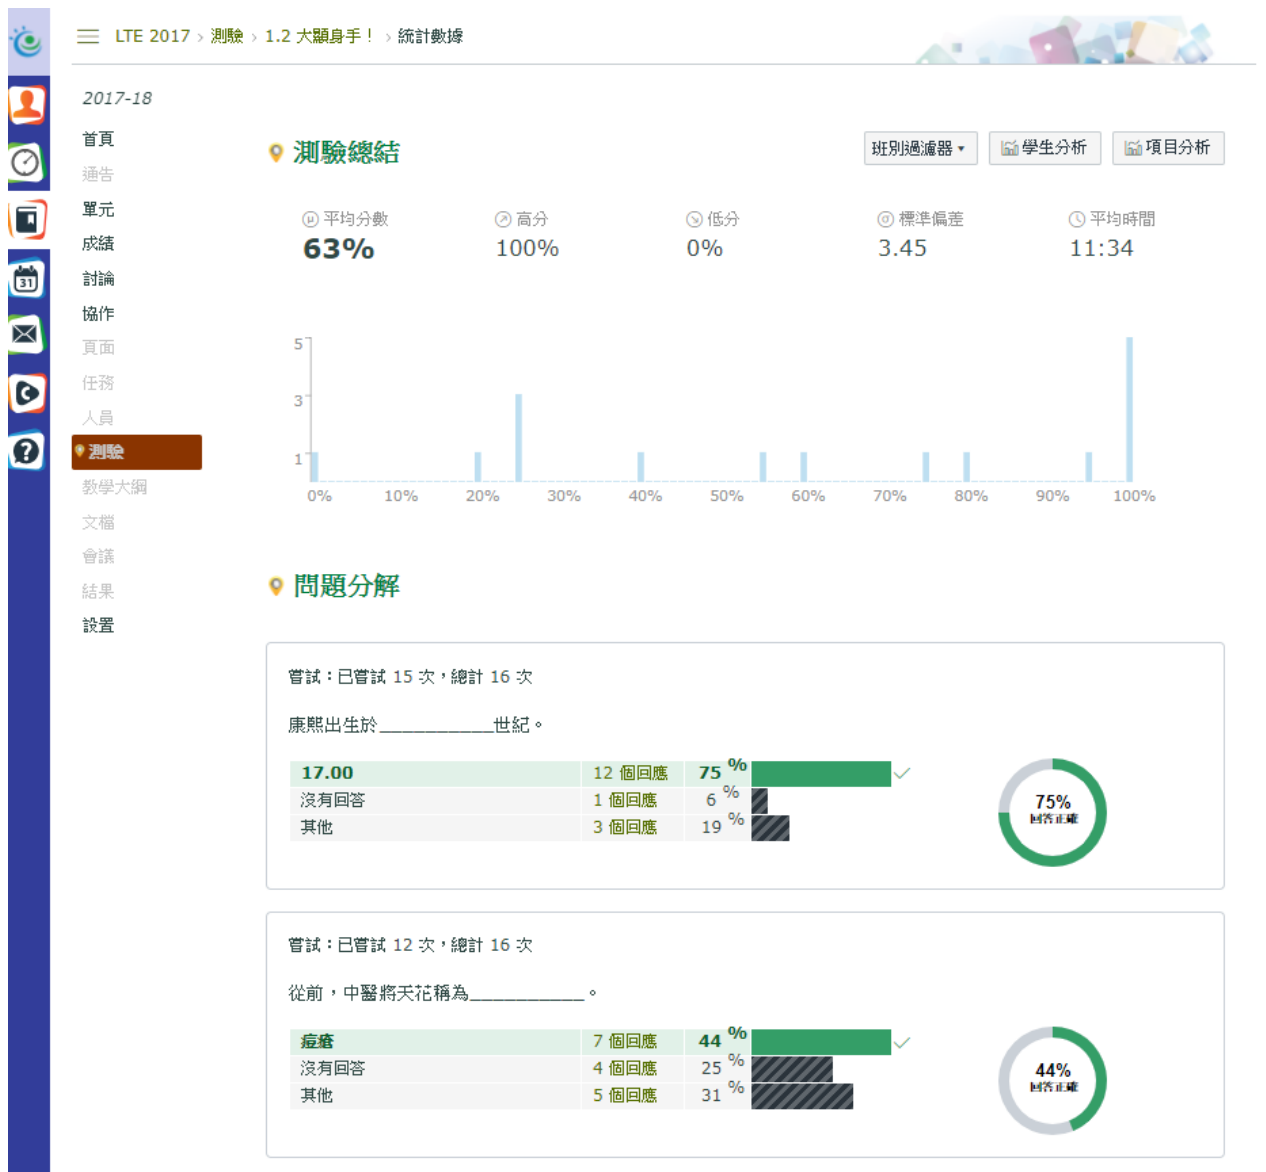 LTE 2017 › 測驗 › 1.2 大顯身手！ › 統計數據
2017-18
首頁
通告
單元
成績
討論
協作
頁面
任務
人員
測驗
教學大綱
文檔
會議
結果
設置
31
測驗總結
班別過濾器
學生分析
項目分析
μ 平均分數
63%
高分
100%
低分
0%
σ 標準偏差
3.45
平均時間
11:34
5
3
1
0% 10% 20% 30% 40% 50% 60% 70% 80% 90% 100%
問題分解
嘗試：已嘗試 15 次，總計 16 次
康熙出生於__________世紀。
17.00 12 個回應 75 %
沒有回答 1 個回應 6 %
其他 3 個回應 19 %
75%
回答正確
嘗試：已嘗試 12 次，總計 16 次
從前，中醫將天花稱為__________。
痘瘡 7 個回應 44 %
沒有回答 4 個回應 25 %
其他 5 個回應 31 %
44%
回答正確